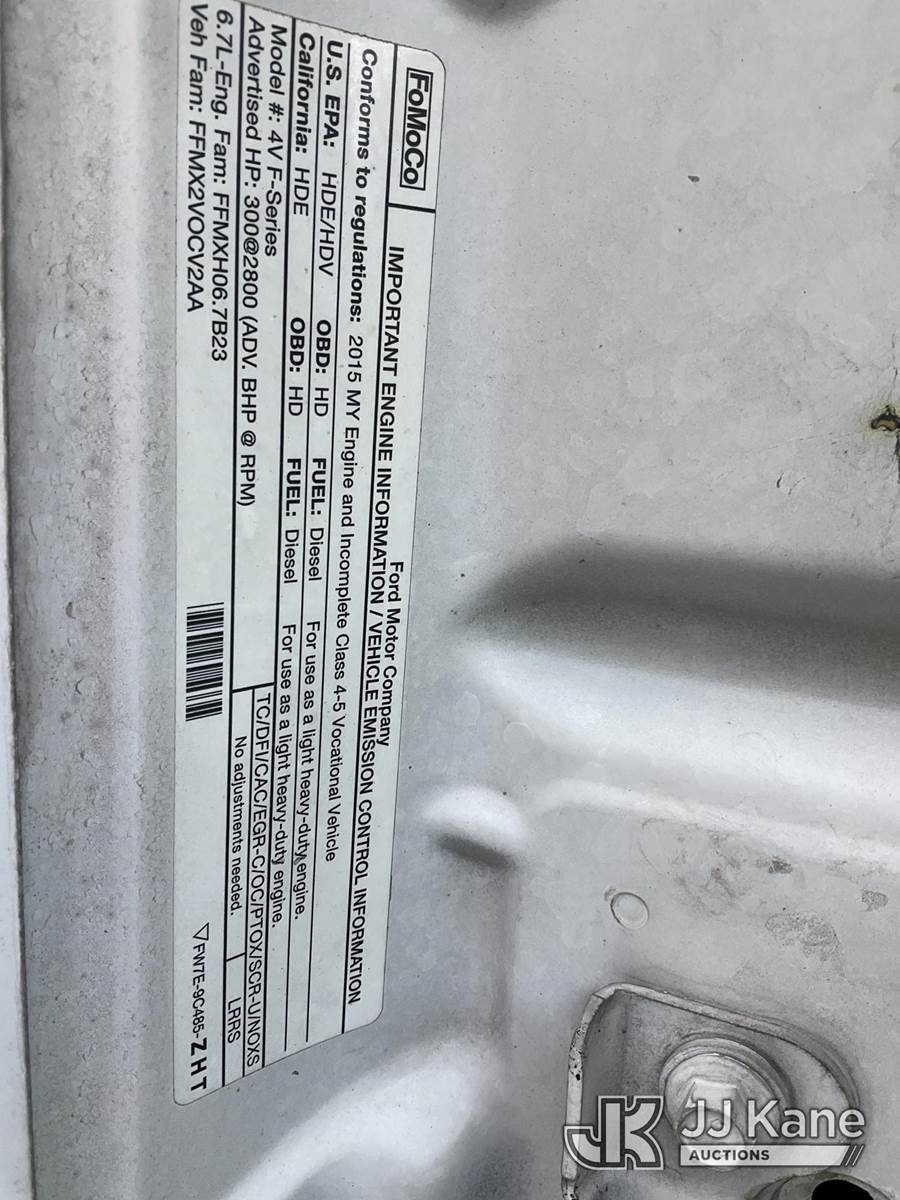 FoMoCo
Ford Motor Company
IMPORTANT ENGINE INFORMATION / VEHICLE EMISSION CONTROL INFORMATION
Conforms to regulations: 2015 MY Engine and Incomplete Class 4-5 Vocational Vehicle
U.S. EPA: HDE/HDV OBD: HD FUEL: Diesel For use as a light heavy-duty engine.
California: HDE OBD: HD FUEL: Diesel For use as a light heavy-duty engine.
Model #: 4V F-Series TC/DFI/CAC/EGR-C/OC/PTOX/SCR-U/NOXS
Advertised HP: 300@2800 (ADV. BHP @ RPM) No adjustments needed. LRRS
6.7L-Eng. Fam: FFMXH06.7B23
Veh Fam: FFMX2VOCV2AA FW7E-9C485-ZHT
JK JJ Kane
AUCTIONS